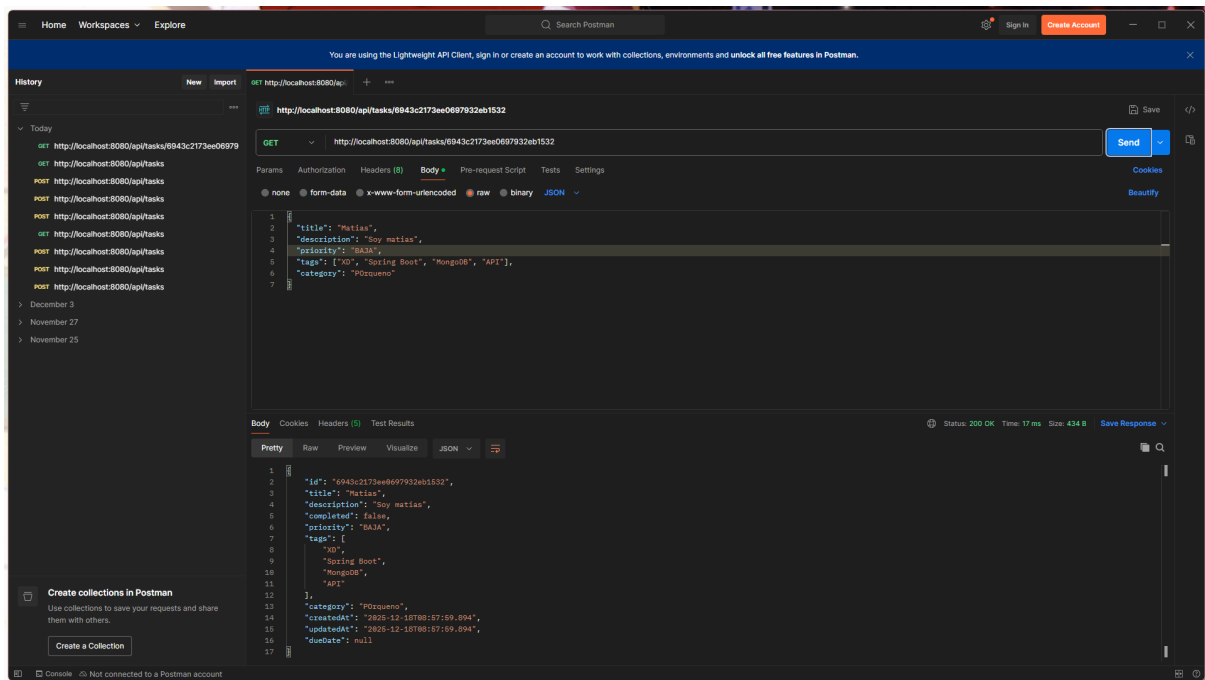 Home Workspaces Explore Search Postman Sign In Create Account
You are using the Lightweight API Client, sign in or create an account to work with collections, environments and unlock all free features in Postman.
History New Import
GET http://localhost:8080/api
http://localhost:8080/api/tasks/6943c2173ee0697932eb1532 Save
Today
GET http://localhost:8080/api/tasks/6943c2173ee06979
GET http://localhost:8080/api/tasks
POST http://localhost:8080/api/tasks
POST http://localhost:8080/api/tasks
POST http://localhost:8080/api/tasks
GET http://localhost:8080/api/tasks
POST http://localhost:8080/api/tasks
POST http://localhost:8080/api/tasks
POST http://localhost:8080/api/tasks
December 3
November 27
November 25
GET http://localhost:8080/api/tasks/6943c2173ee0697932eb1532 Send
Params Authorization Headers (8) Body Pre-request Script Tests Settings Cookies
none form-data x-www-form-urlencoded raw binary JSON Beautify
1 {
2 "title": "Matias",
3 "description": "Soy matias",
4 "priority": "BAJA",
5 "tags": ["XD", "Spring Boot", "MongoDB", "API"],
6 "category": "POrqueno"
7 }
Body Cookies Headers (5) Test Results Status: 200 OK Time: 17 ms Size: 434 B Save Response
Pretty Raw Preview Visualize JSON
1 {
2 "id": "6943c2173ee0697932eb1532",
3 "title": "Matias",
4 "description": "Soy matias",
5 "completed": false,
6 "priority": "BAJA",
7 "tags": [
8 "XD",
9 "Spring Boot",
10 "MongoDB",
11 "API"
12 ],
13 "category": "POrqueno",
14 "createdAt": "2025-12-18T08:57:59.894",
15 "updatedAt": "2025-12-18T08:57:59.894",
16 "dueDate": null
17 }
Create collections in Postman
Use collections to save your requests and share
them with others.
Create a Collection
Console Not connected to a Postman account